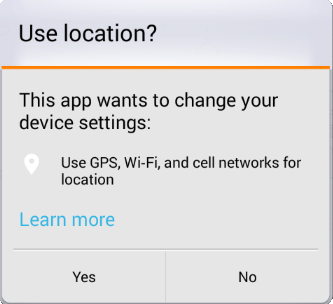 Use location?
This app wants to change your
device settings:
Use GPS, Wi-Fi, and cell networks for
location
Learn more
Yes
No